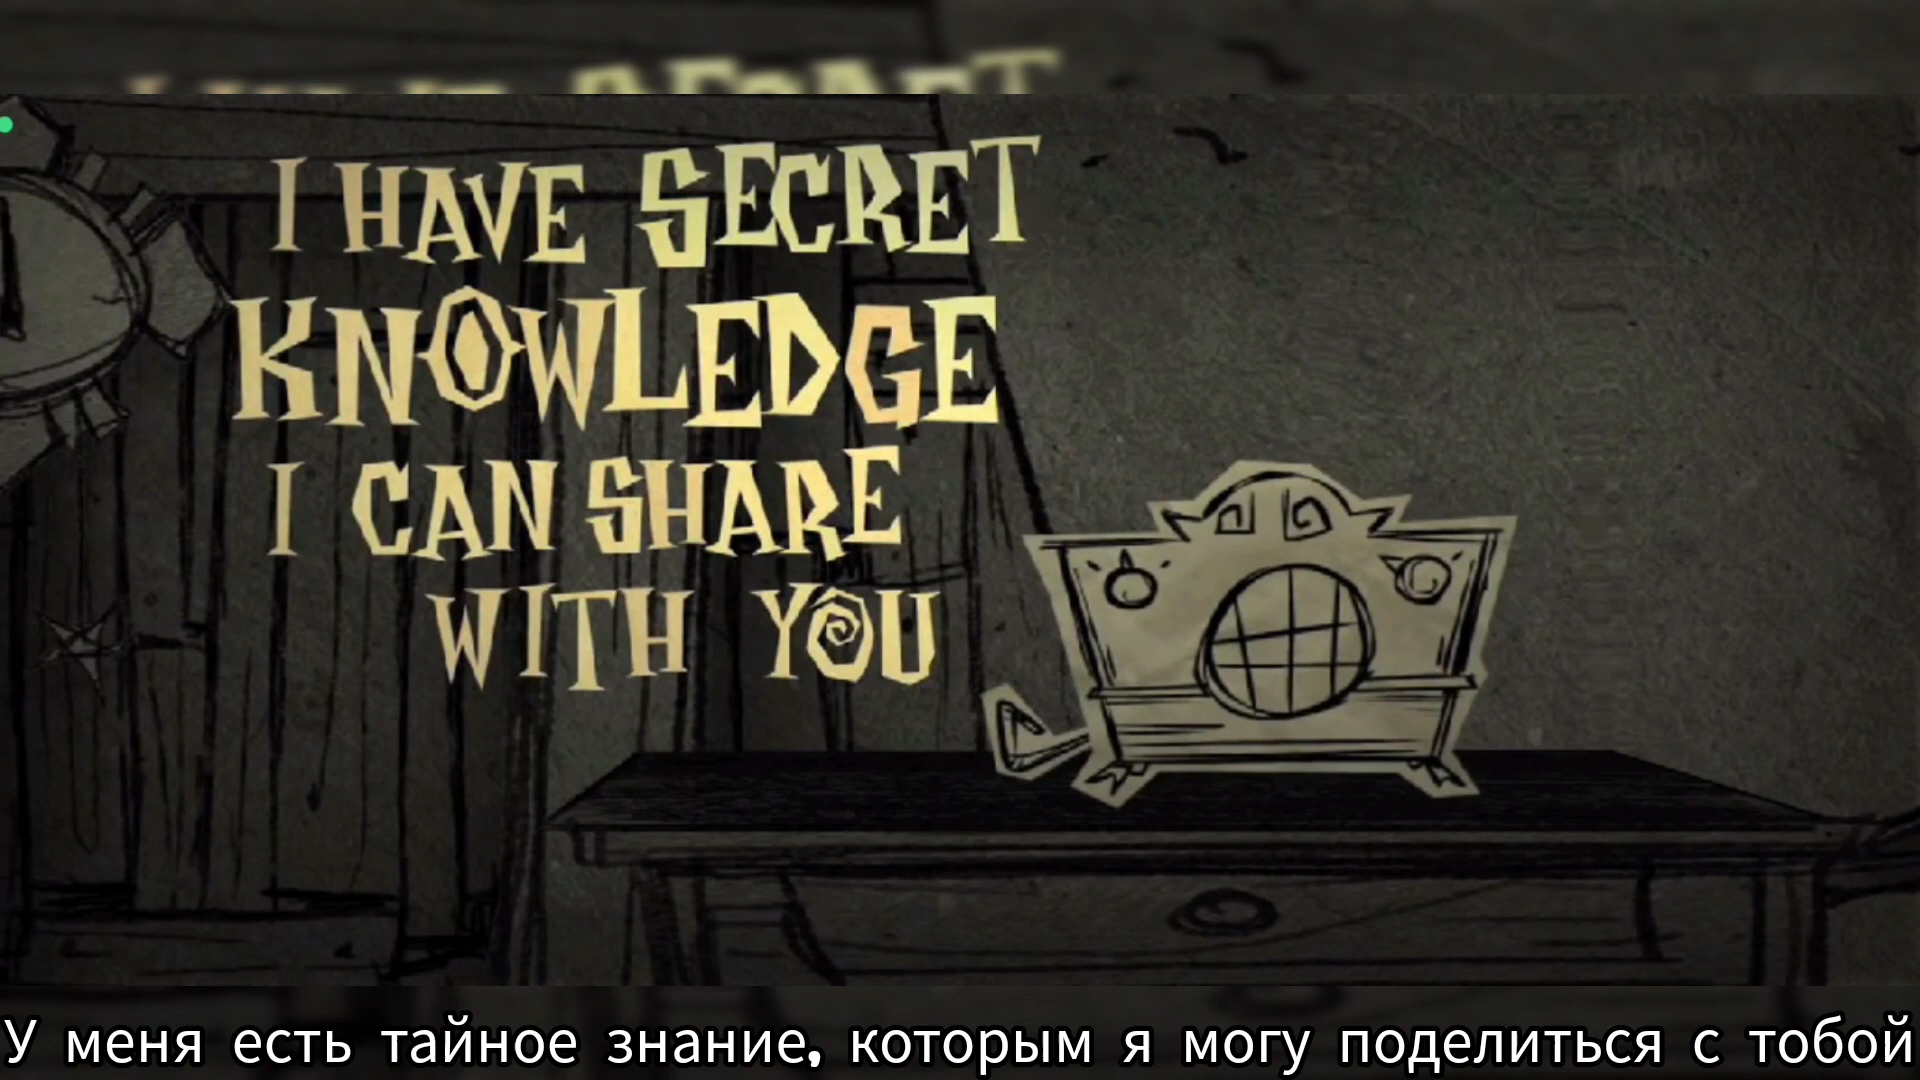 I HAVE SECRET
KNOWLEDGE
I CAN SHARE
WITH YOU
У меня есть тайное знание, которым я могу поделиться с тобой